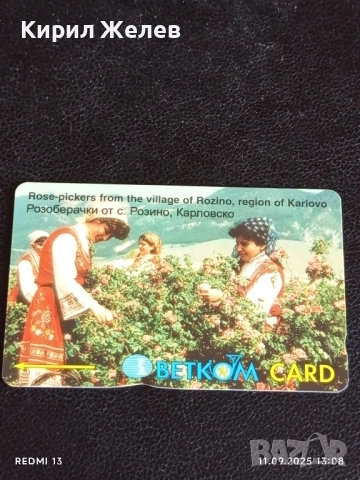 Кирил Желев
Rose-pickers from the village of Rozino, region of Karlovo
Розоберачки от с. Розино, Карловско
BETKOM CARD
BAZAR
REDMI 13
11.09.2025 13:08